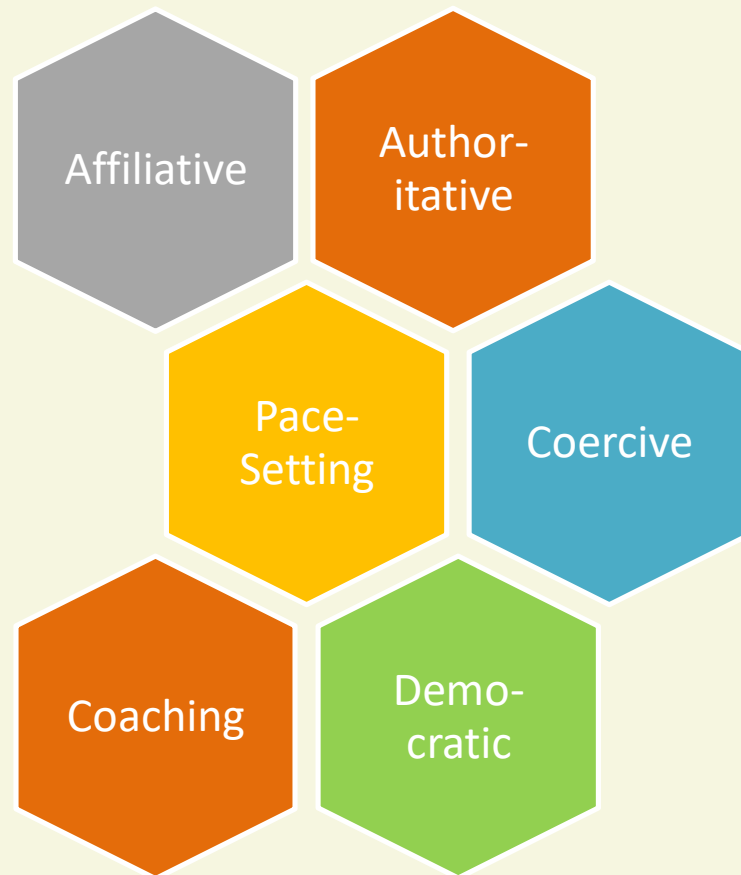 Affiliative
Author-
itative
Pace-
Setting
Coercive
Coaching
Demo-
cratic